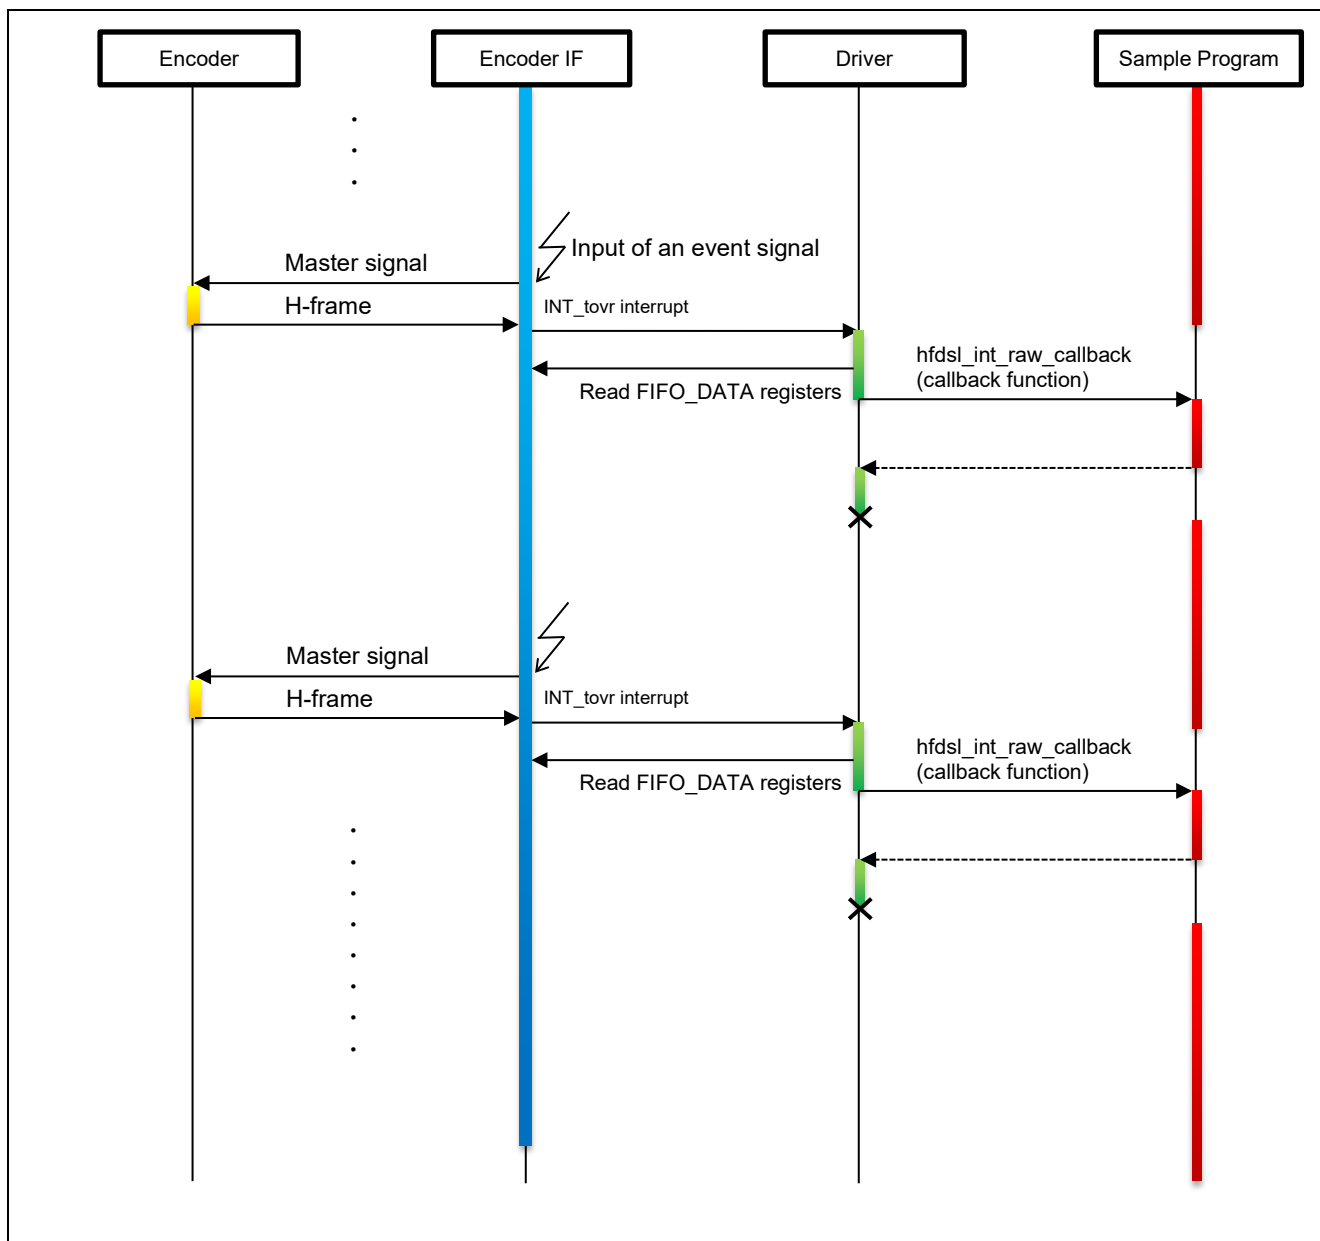 Encoder
Encoder IF
Driver
Sample Program
Input of an event signal
Master signal
H-frame
INT_tovr interrupt
hfdsl_int_raw_callback
(callback function)
Read FIFO_DATA registers
Master signal
H-frame
INT_tovr interrupt
hfdsl_int_raw_callback
(callback function)
Read FIFO_DATA registers